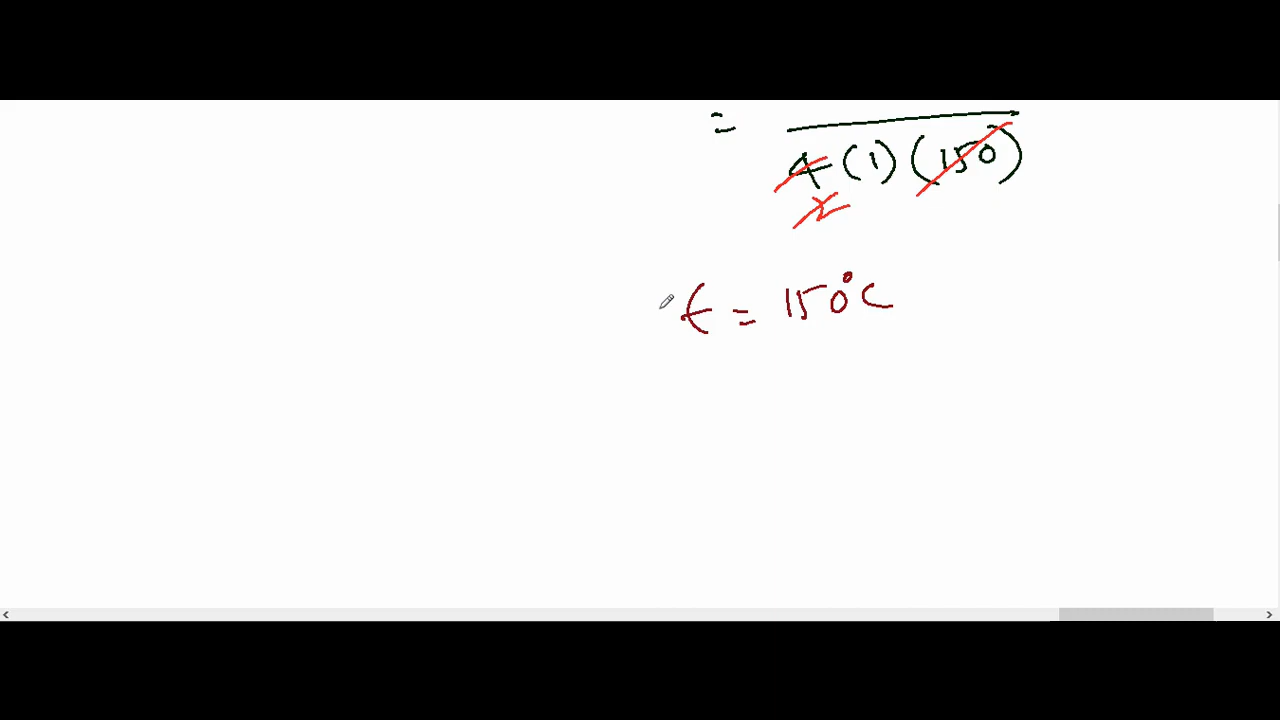 =
4 (1) (150)
2
t = 150°C